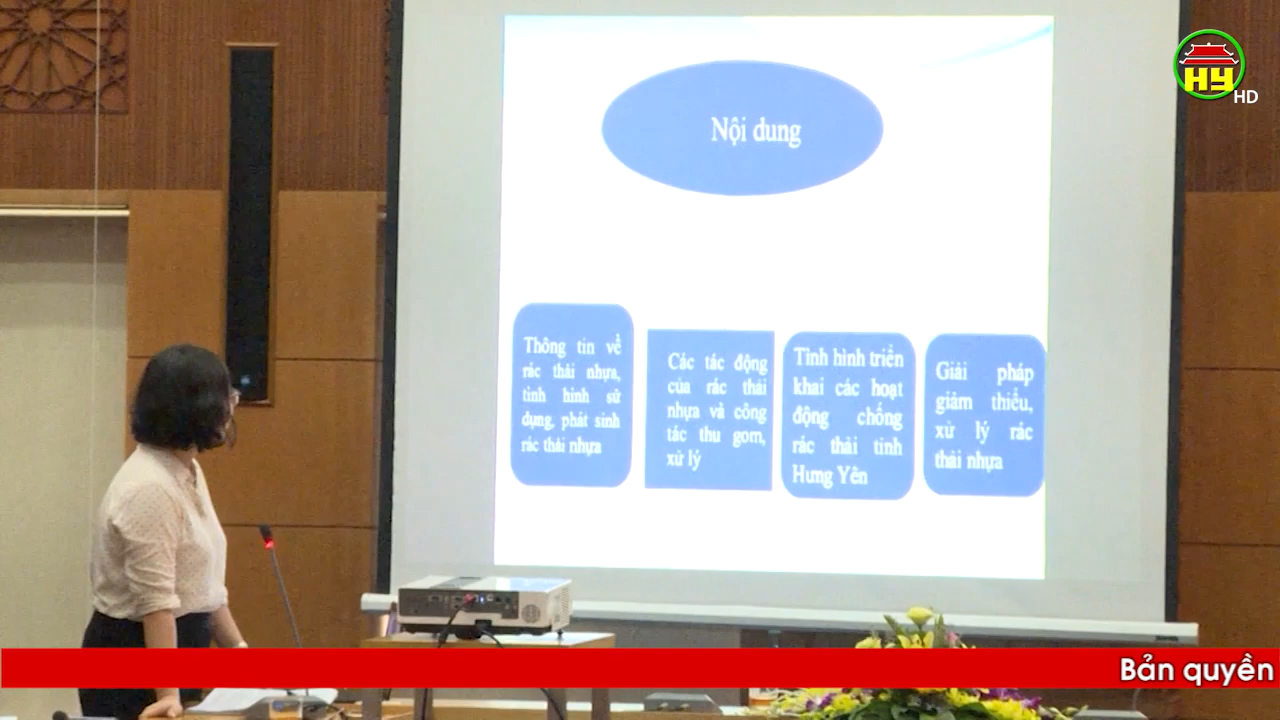 HY
HD
Nội dung
Thông tin về
rác thải nhựa,
tình hình sử
dụng, phát sinh
rác thải nhựa
Các tác động
của rác thải
nhựa và công
tác thu gom,
xử lý
Tình hình triển
khai các hoạt
động chống
rác thải tỉnh
Hưng Yên
Giải pháp
giảm thiểu,
xử lý rác
thải nhựa
Bản quyền